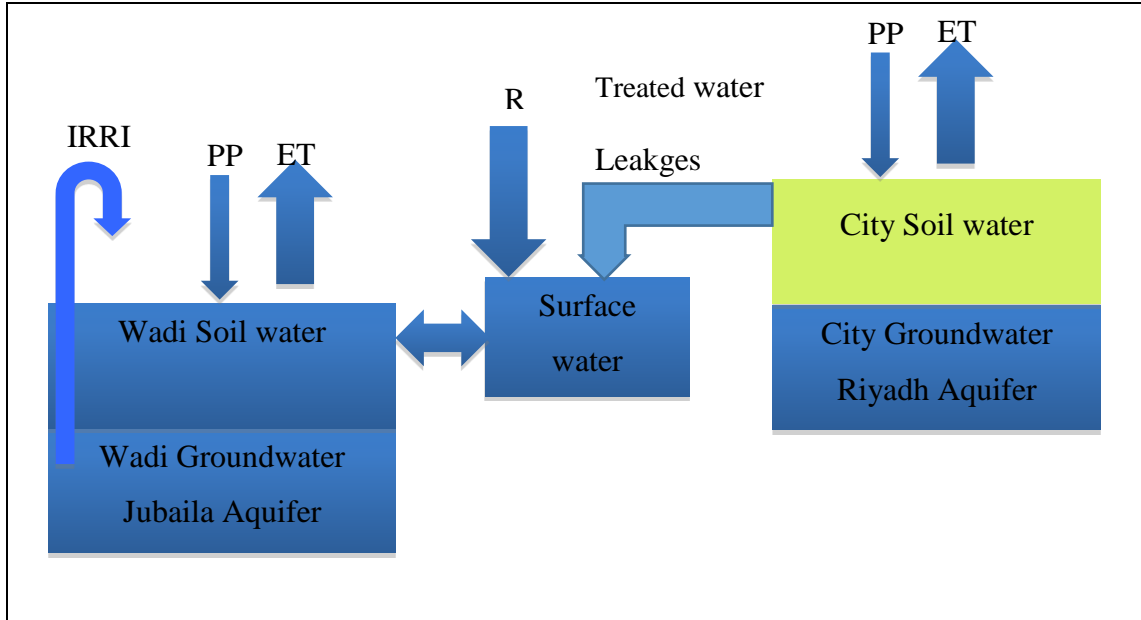 IRRI
PP
ET
R
Treated water
Leakges
PP
ET
Wadi Soil water
Wadi Groundwater
Jubaila Aquifer
Surface
water
City Soil water
City Groundwater
Riyadh Aquifer